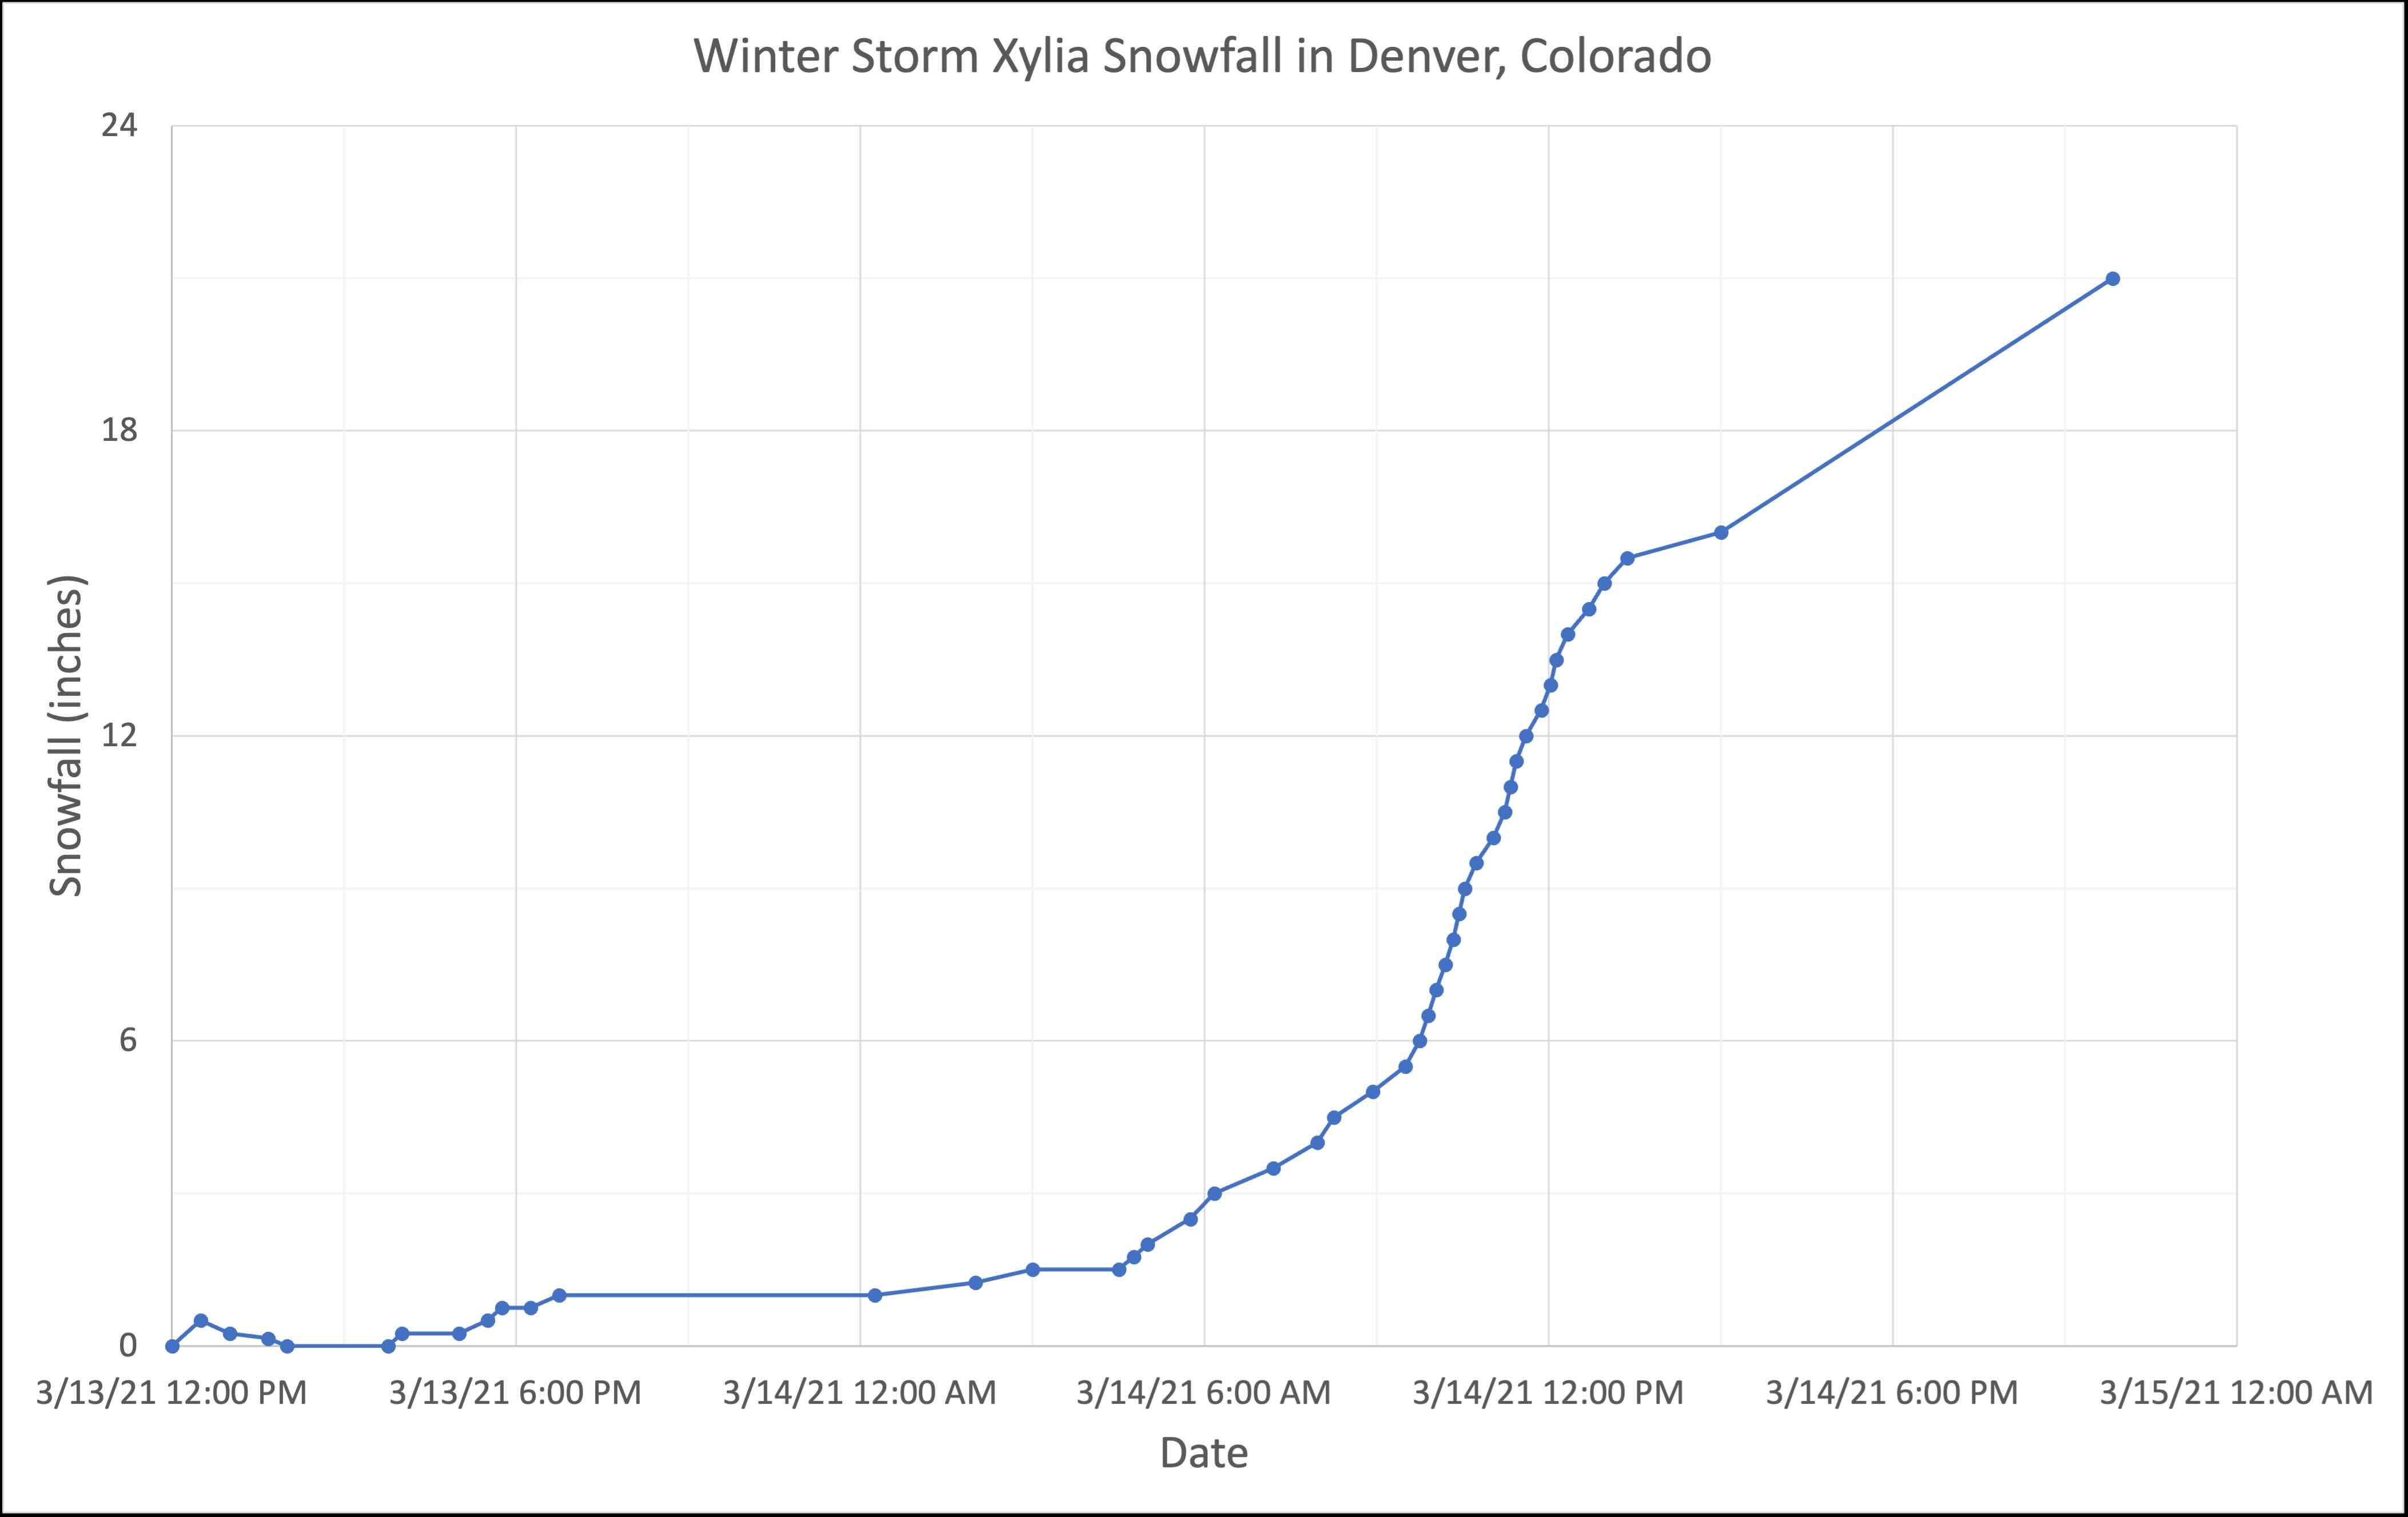 Winter Storm Xylia Snowfall in Denver, Colorado
24
18
12
6
0
Snowfall (inches)
3/13/21 12:00 PM
3/13/21 6:00 PM
3/14/21 12:00 AM
3/14/21 6:00 AM
3/14/21 12:00 PM
3/14/21 6:00 PM
3/15/21 12:00 AM
Date